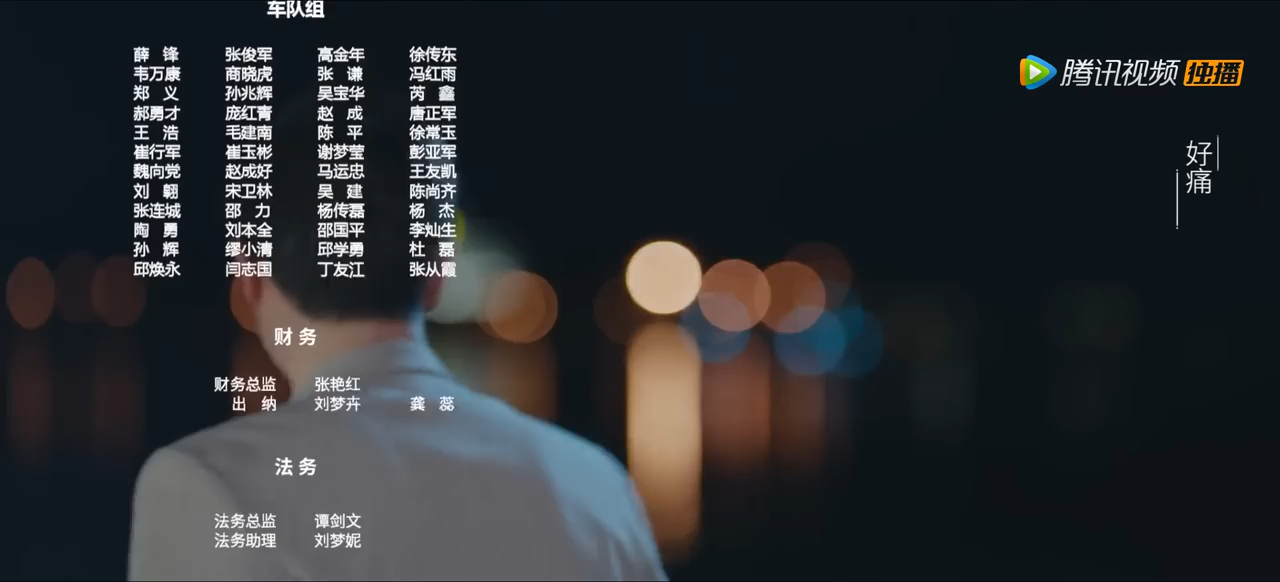 车队组
薛 锋 张俊军 高金年 徐传东
韦万康 商晓虎 张 谦 冯红雨
郑 义 孙兆辉 吴宝华 芮 鑫
郝勇才 庞红青 赵 成 唐正军
王 浩 毛建南 陈 平 徐常玉
崔行军 崔玉彬 谢梦莹 彭亚军
魏向党 赵成好 马运忠 王友凯
刘 翱 宋卫林 吴 建 陈尚齐
张连城 邵 力 杨传磊 杨 杰
陶 勇 刘本全 邵国平 李灿生
孙 辉 缪小清 邱学勇 杜 磊
邱焕永 闫志国 丁友江 张从霞
财务
财务总监 张艳红
出 纳 刘梦卉 龚 蕊
法务
法务总监 谭剑文
法务助理 刘梦妮
腾讯视频 独播
好痛